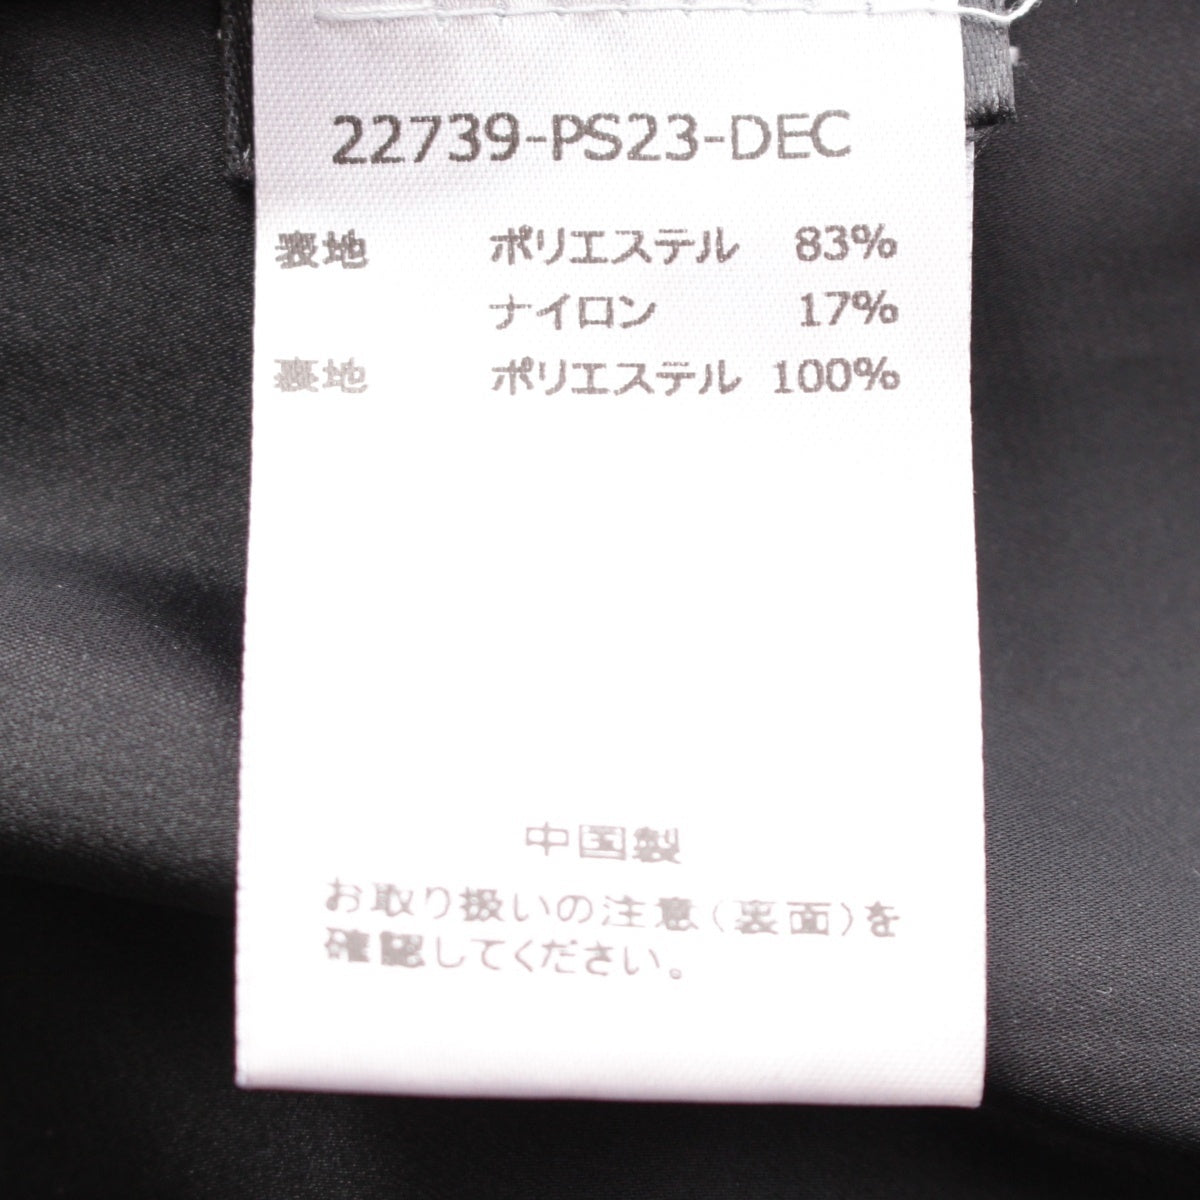 22739-PS23-DEC
表地 ポリエステル 83%
ナイロン 17%
裏地 ポリエステル 100%
中国製
お取り扱いの注意(裏面)を
確認してください。